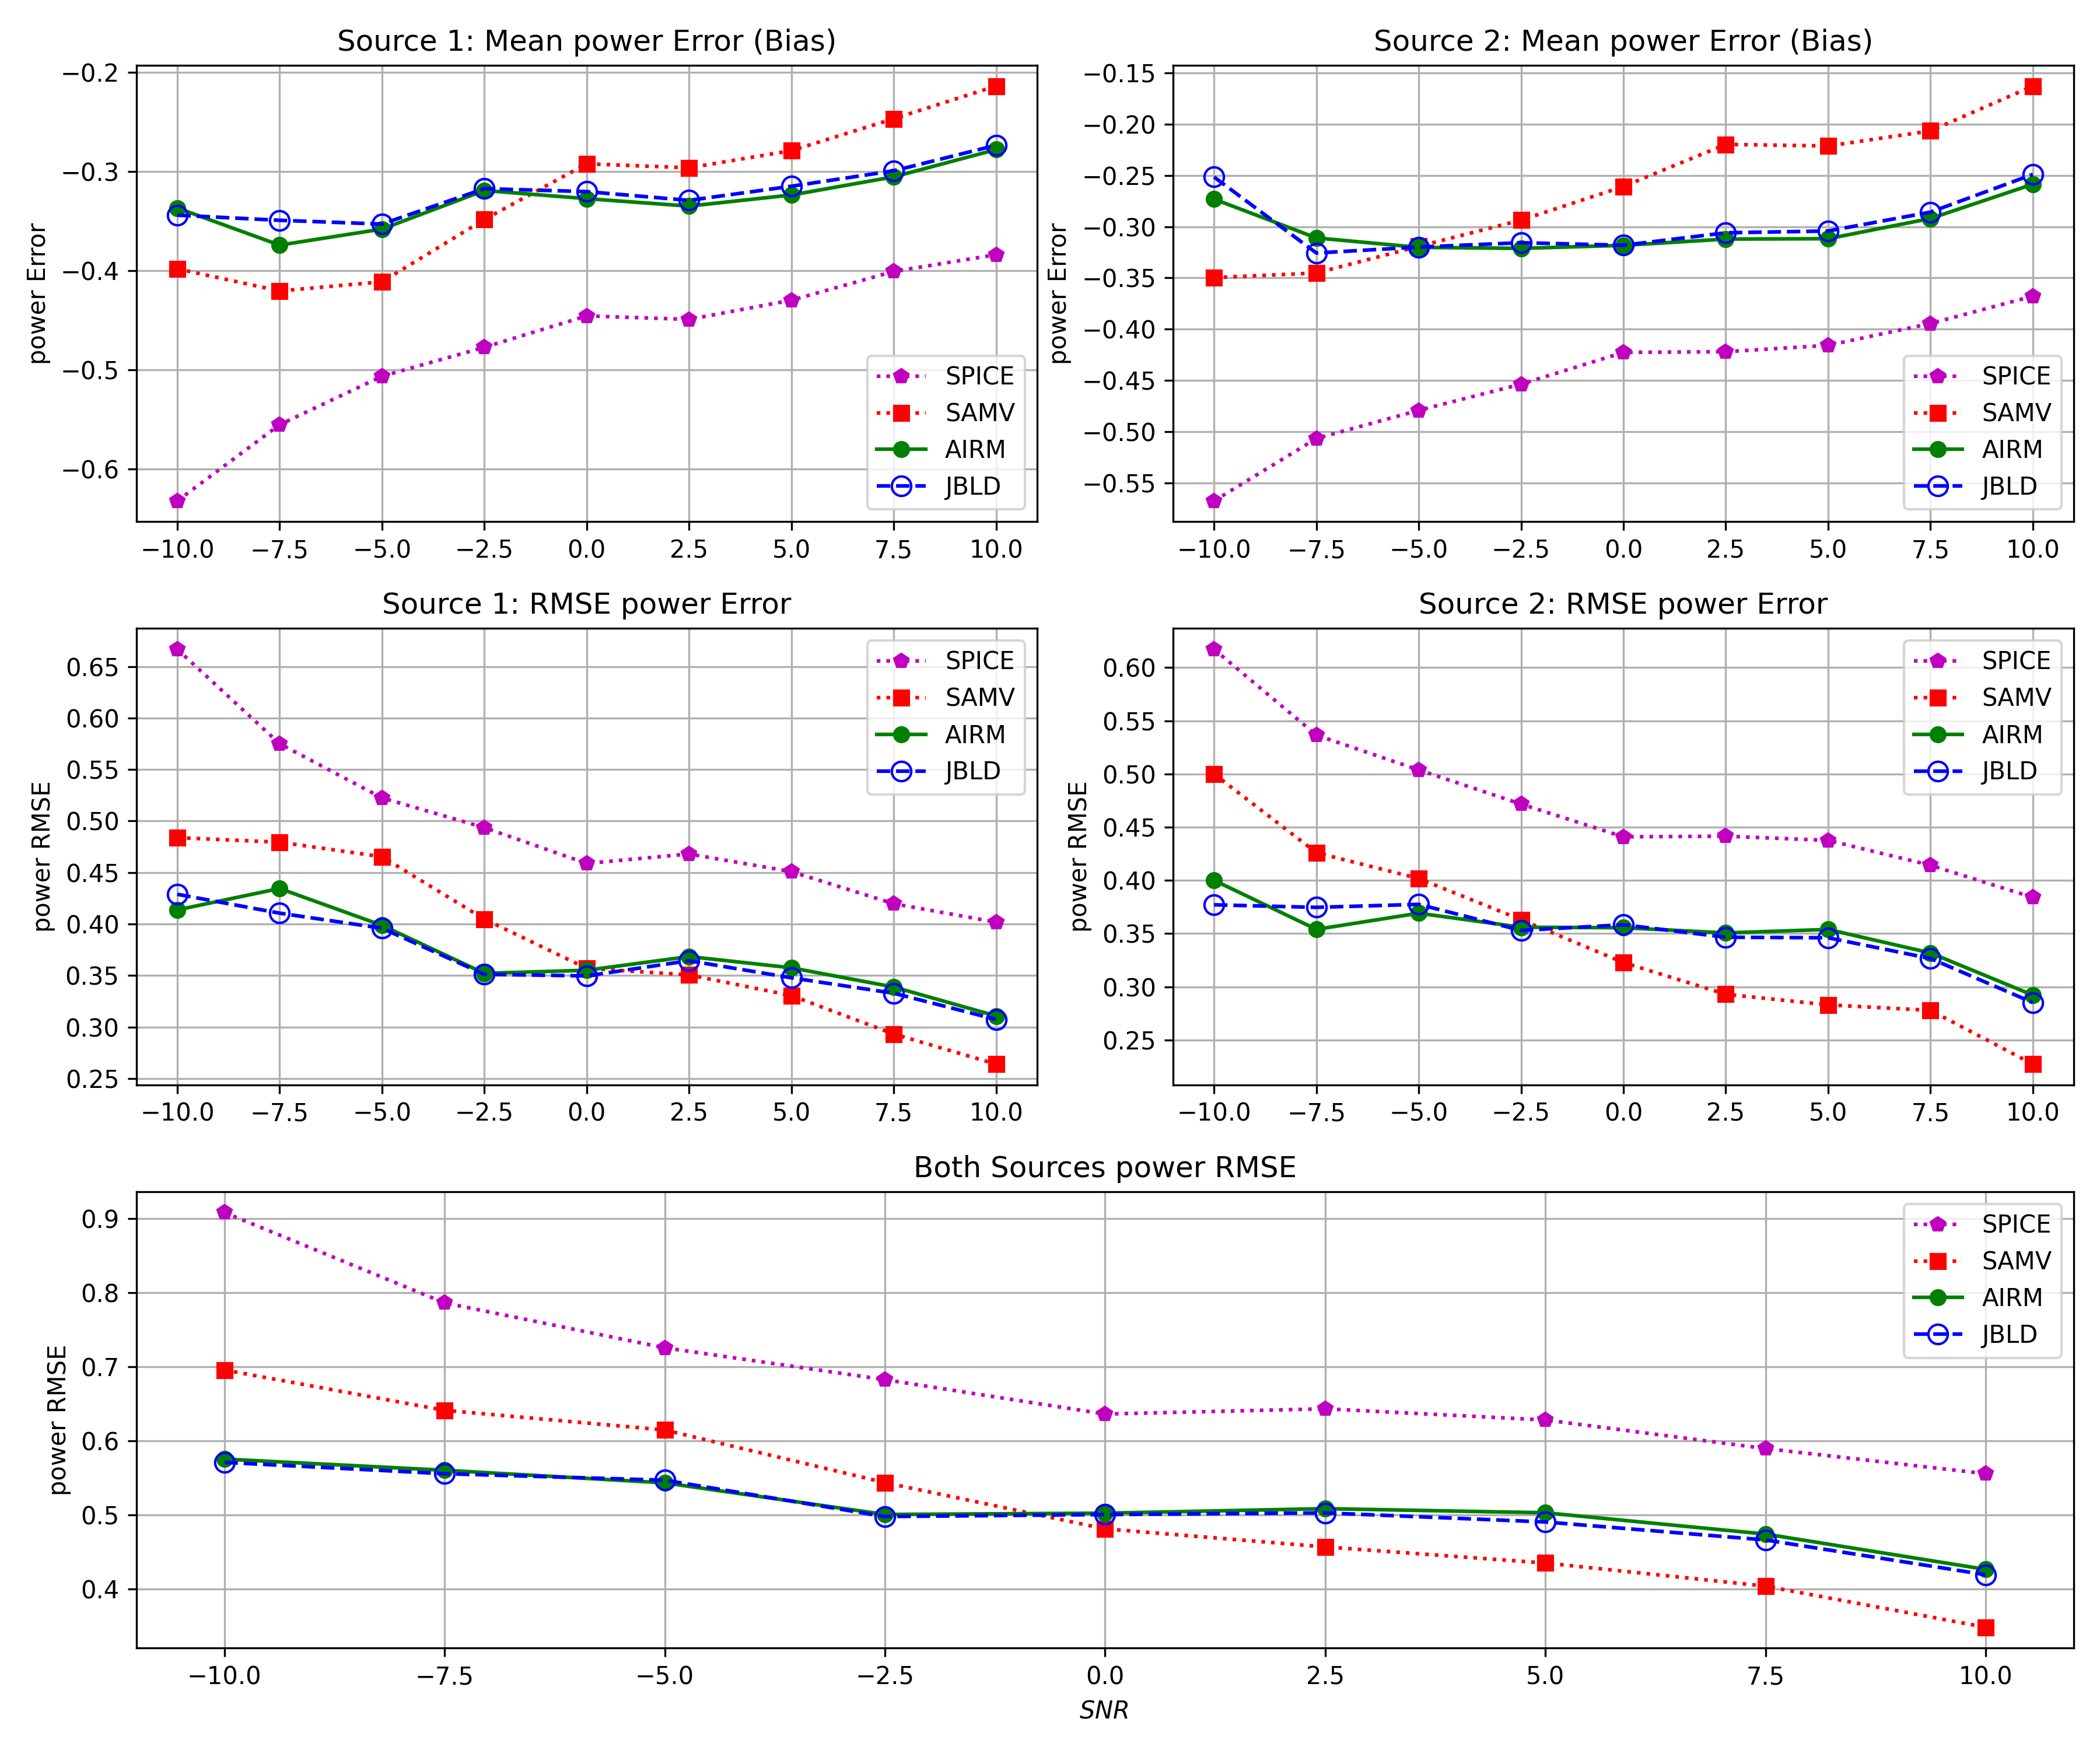 Source 1: Mean power Error (Bias)
power Error
−0.2
−0.3
−0.4
−0.5
−0.6
SPICE
SAMV
AIRM
JBLD
−10.0 −7.5 −5.0 −2.5 0.0 2.5 5.0 7.5 10.0
Source 2: Mean power Error (Bias)
power Error
−0.15
−0.20
−0.25
−0.30
−0.35
−0.40
−0.45
−0.50
−0.55
SPICE
SAMV
AIRM
JBLD
−10.0 −7.5 −5.0 −2.5 0.0 2.5 5.0 7.5 10.0
Source 1: RMSE power Error
power RMSE
0.65
0.60
0.55
0.50
0.45
0.40
0.35
0.30
0.25
SPICE
SAMV
AIRM
JBLD
−10.0 −7.5 −5.0 −2.5 0.0 2.5 5.0 7.5 10.0
Source 2: RMSE power Error
power RMSE
0.60
0.55
0.50
0.45
0.40
0.35
0.30
0.25
SPICE
SAMV
AIRM
JBLD
−10.0 −7.5 −5.0 −2.5 0.0 2.5 5.0 7.5 10.0
Both Sources power RMSE
power RMSE
0.9
0.8
0.7
0.6
0.5
0.4
SPICE
SAMV
AIRM
JBLD
−10.0 −7.5 −5.0 −2.5 0.0 2.5 5.0 7.5 10.0
SNR